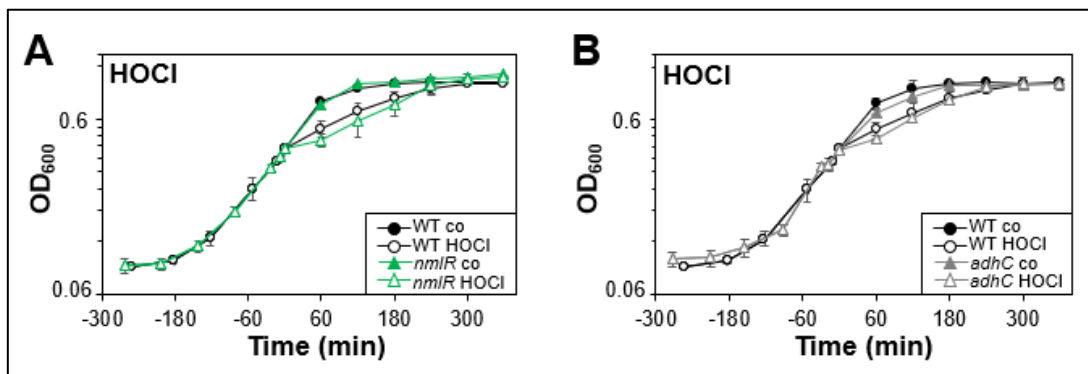 A
HOCl
OD600
0.6
0.06
-300 -180 -60 60 180 300
Time (min)
WT co
WT HOCl
nmlR co
nmlR HOCl
B
HOCl
OD600
0.6
0.06
-300 -180 -60 60 180 300
Time (min)
WT co
WT HOCl
adhC co
adhC HOCl